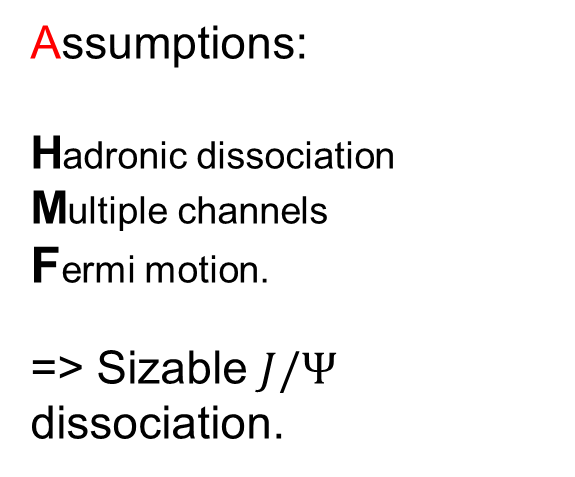 Assumptions:
Hadronic dissociation
Multiple channels
Fermi motion.
=> Sizable J/Ψ
dissociation.